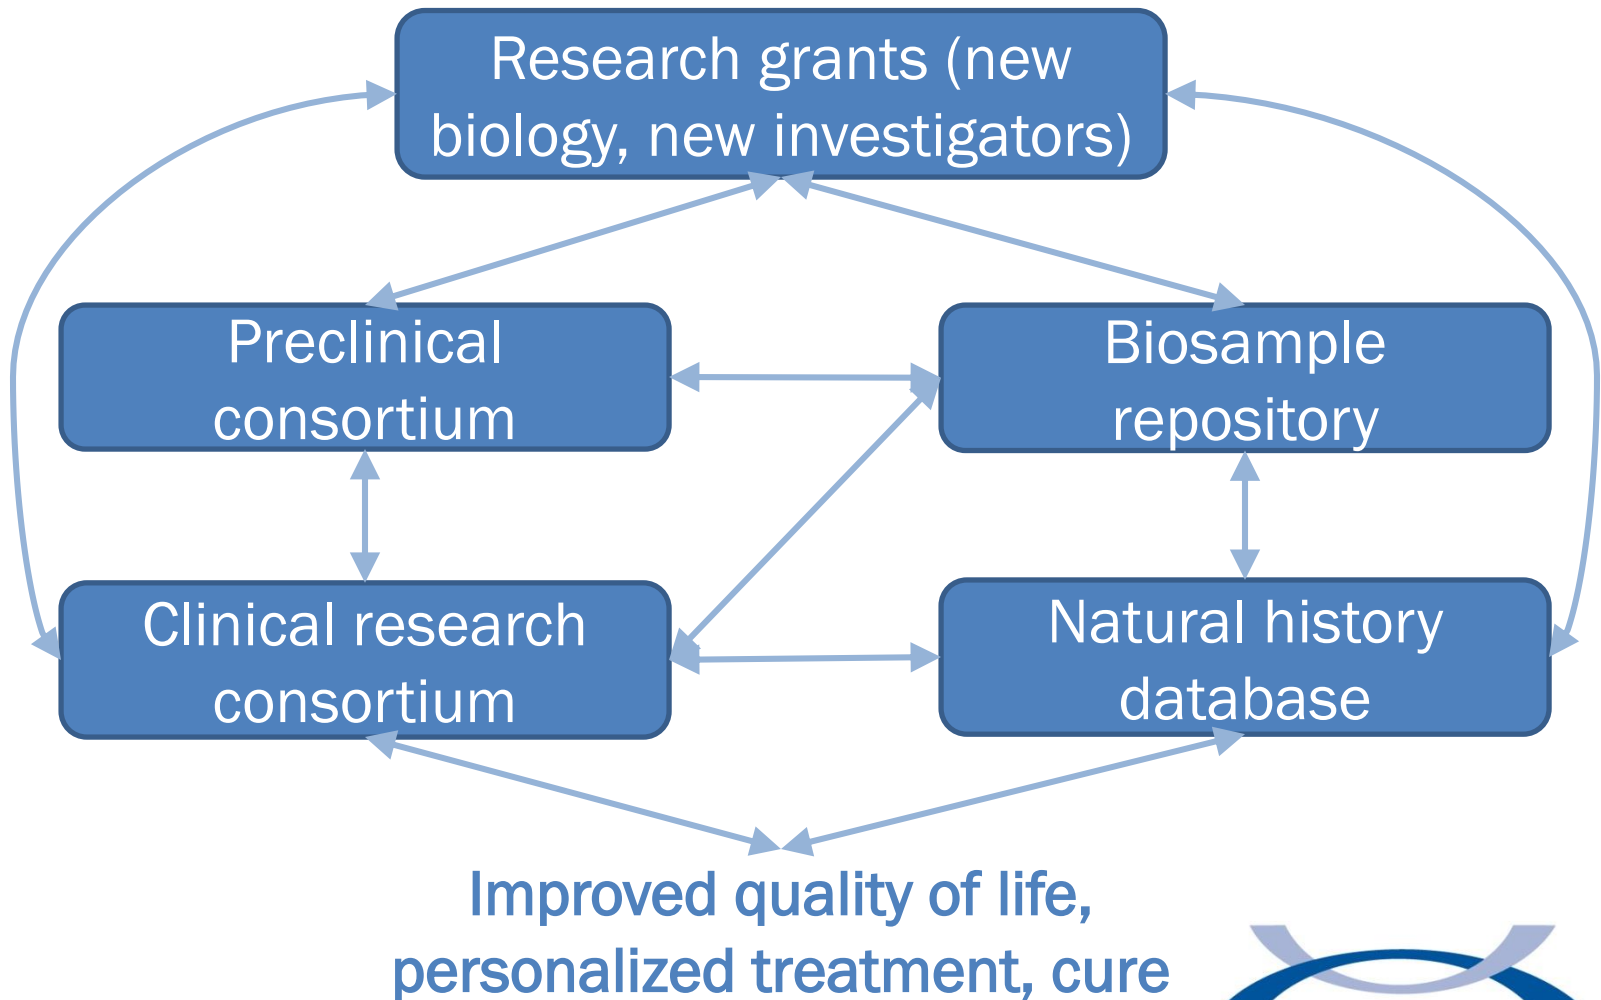 Research grants (new
biology, new investigators)
Preclinical
consortium
Biosample
repository
Clinical research
consortium
Natural history
database
Improved quality of life,
personalized treatment, cure